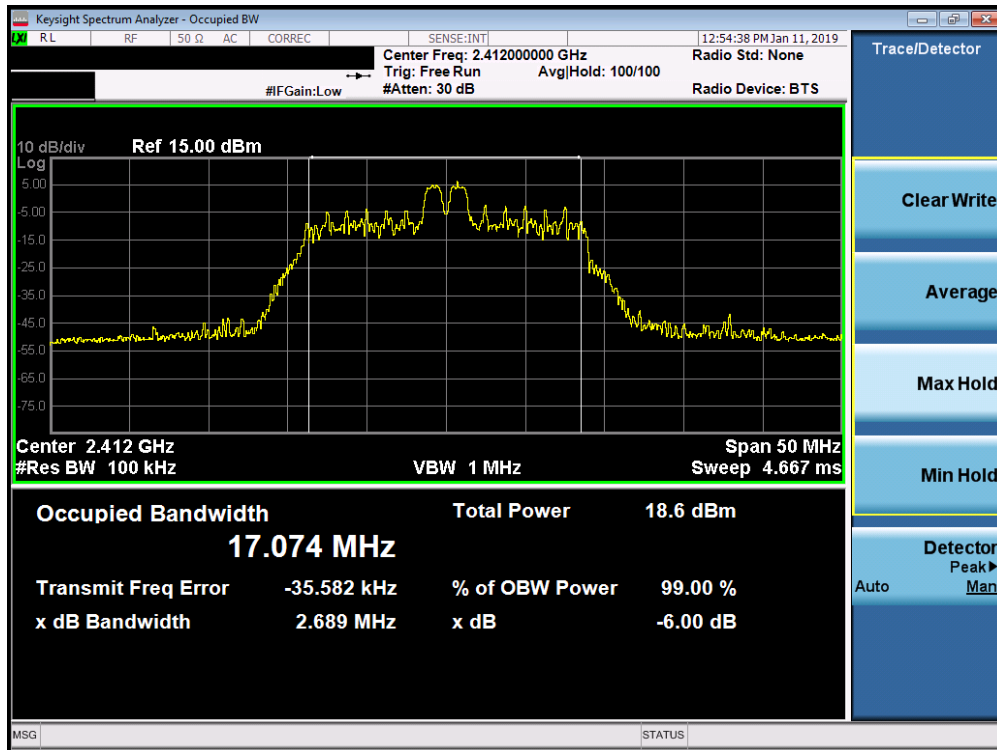 Keysight Spectrum Analyzer - Occupied BW
LXI RL RF 50 Ω AC CORREC SENSE:INT 12:54:38 PM Jan 11, 2019
Center Freq: 2.412000000 GHz Radio Std: None
Trig: Free Run Avg|Hold: 100/100
#IFGain:Low #Atten: 30 dB Radio Device: BTS
Trace/Detector
10 dB/div Ref 15.00 dBm
Log
5.00
-5.00
-15.0
-25.0
-35.0
-45.0
-55.0
-65.0
-75.0
Center 2.412 GHz Span 50 MHz
#Res BW 100 kHz VBW 1 MHz Sweep 4.667 ms
Occupied Bandwidth Total Power 18.6 dBm
17.074 MHz
Transmit Freq Error -35.582 kHz % of OBW Power 99.00 %
x dB Bandwidth 2.689 MHz x dB -6.00 dB
Clear Write
Average
Max Hold
Min Hold
Detector
Peak▶
Auto Man
MSG STATUS